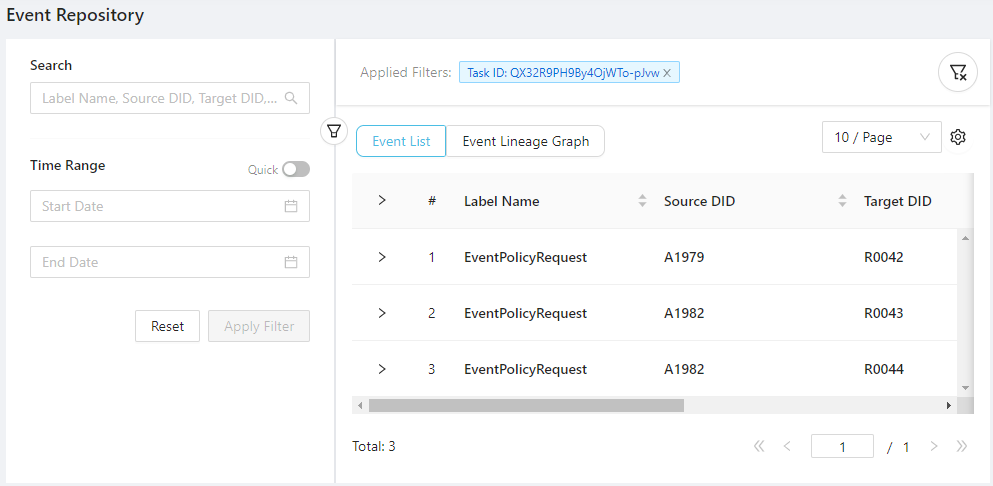 Event Repository
Search
Label Name, Source DID, Target DID,...
Time Range
Quick
Start Date
End Date
Reset Apply Filter
Applied Filters: Task ID: QX32R9PH9By4OjWTo-pJvw
Event List Event Lineage Graph
10 / Page
# Label Name Source DID Target DID
1 EventPolicyRequest A1979 R0042
2 EventPolicyRequest A1982 R0043
3 EventPolicyRequest A1982 R0044
Total: 3
1 / 1